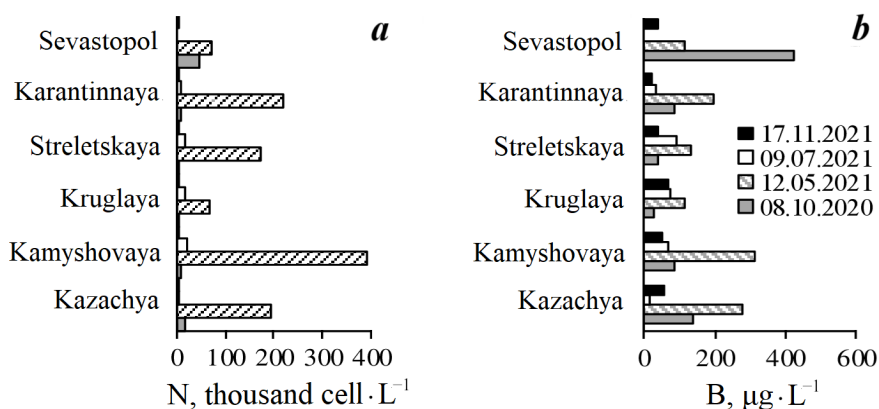 a
Sevastopol
Karantinnaya
Streletskaya
Kruglaya
Kamyshovaya
Kazachya
0 100 200 300 400
N, thousand cell · L⁻¹
b
Sevastopol
Karantinnaya
Streletskaya
Kruglaya
Kamyshovaya
Kazachya
17.11.2021
09.07.2021
12.05.2021
08.10.2020
0 200 400 600
B, µg · L⁻¹